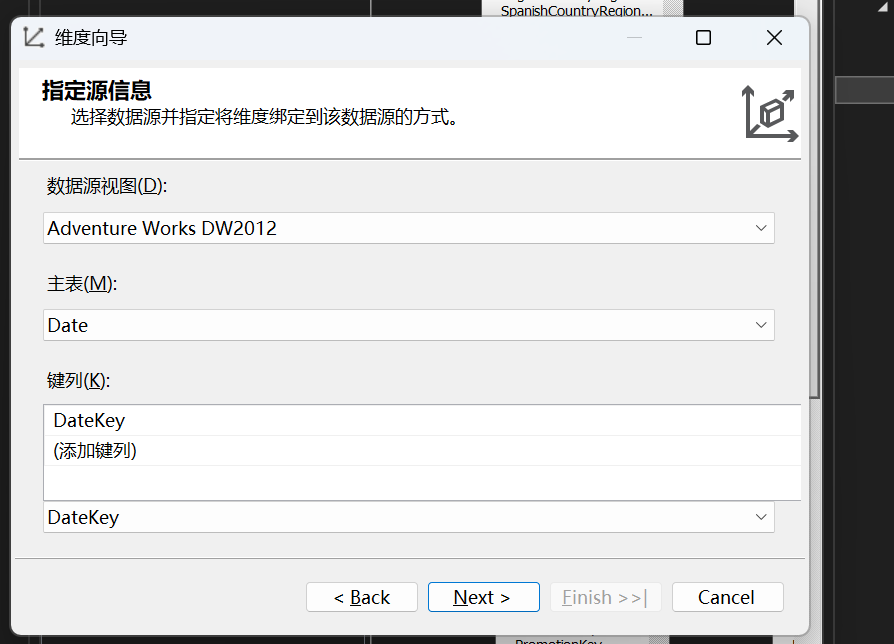 SpanishCountryRegion...
维度向导
指定源信息
选择数据源并指定将维度绑定到该数据源的方式。
数据源视图(D):
Adventure Works DW2012
主表(M):
Date
键列(K):
DateKey
(添加键列)
DateKey
< Back
Next >
Finish >>|
Cancel
PromotionKey